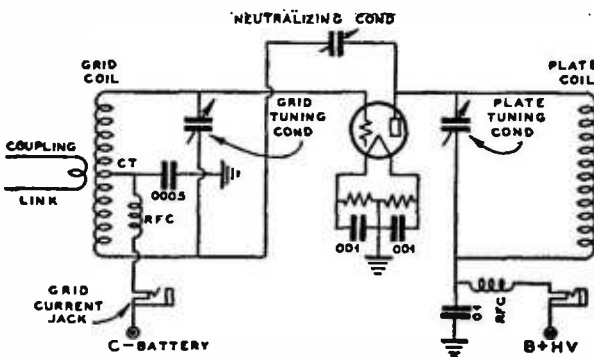 NEUTRALIZING COND
GRID
COIL
PLATE
COIL
GRID
TUNING
COND
PLATE
TUNING
COND
COUPLING
LINK
CT
.0005
RFC
.001
.001
GRID
CURRENT
JACK
.01
RFC
C-BATTERY
B+HV